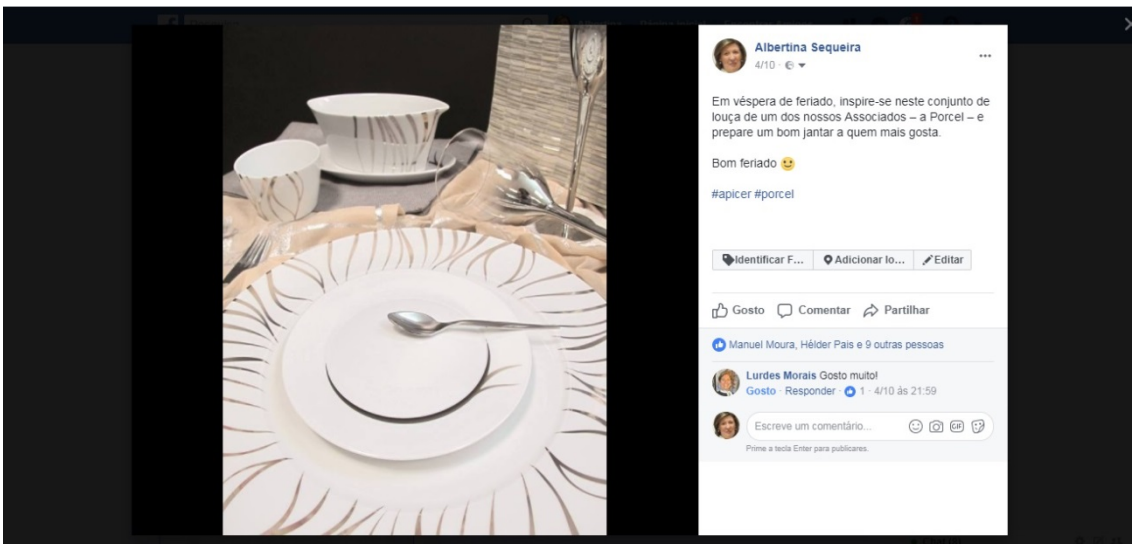 Albertina Sequeira
4/10 ·
Em véspera de feriado, inspire-se neste conjunto de
louça de um dos nossos Associados – a Porcel – e
prepare um bom jantar a quem mais gosta.
Bom feriado
#apicer #porcel
Identificar F... Adicionar lo... Editar
Gosto Comentar Partilhar
Manuel Moura, Hélder Pais e 9 outras pessoas
Lurdes Morais Gosto muito!
Gosto · Responder · 1 · 4/10 às 21:59
Escreve um comentário... GIF
Prime a tecla Enter para publicares.